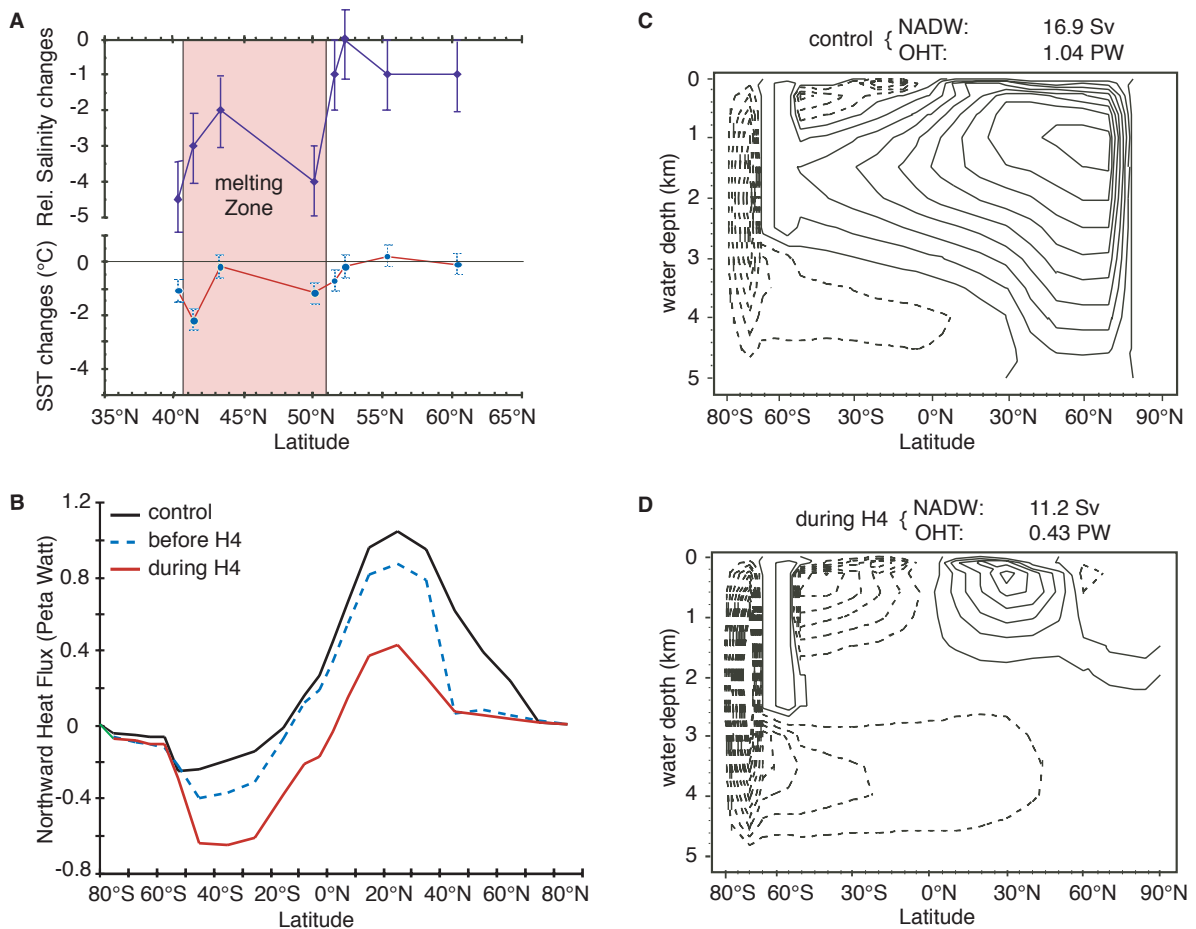 A
Rel. Salinity changes
0
-1
-2
-3
-4
-5
melting
Zone
SST changes (°C)
0
-2
-4
35°N 40°N 45°N 50°N 55°N 60°N 65°N
Latitude
B
Northward Heat Flux (Peta Watt)
1.2
0.8
0.4
0
-0.4
-0.8
control
before H4
during H4
80°S 60°S 40°S 20°S 0°N 20°N 40°N 60°N 80°N
Latitude
C
control { NADW: 16.9 Sv
OHT: 1.04 PW
water depth (km)
0
1
2
3
4
5
80°S 60°S 30°S 0°N 30°N 60°N 90°N
Latitude
D
during H4 { NADW: 11.2 Sv
OHT: 0.43 PW
water depth (km)
0
1
2
3
4
5
80°S 60°S 30°S 0°N 30°N 60°N 90°N
Latitude